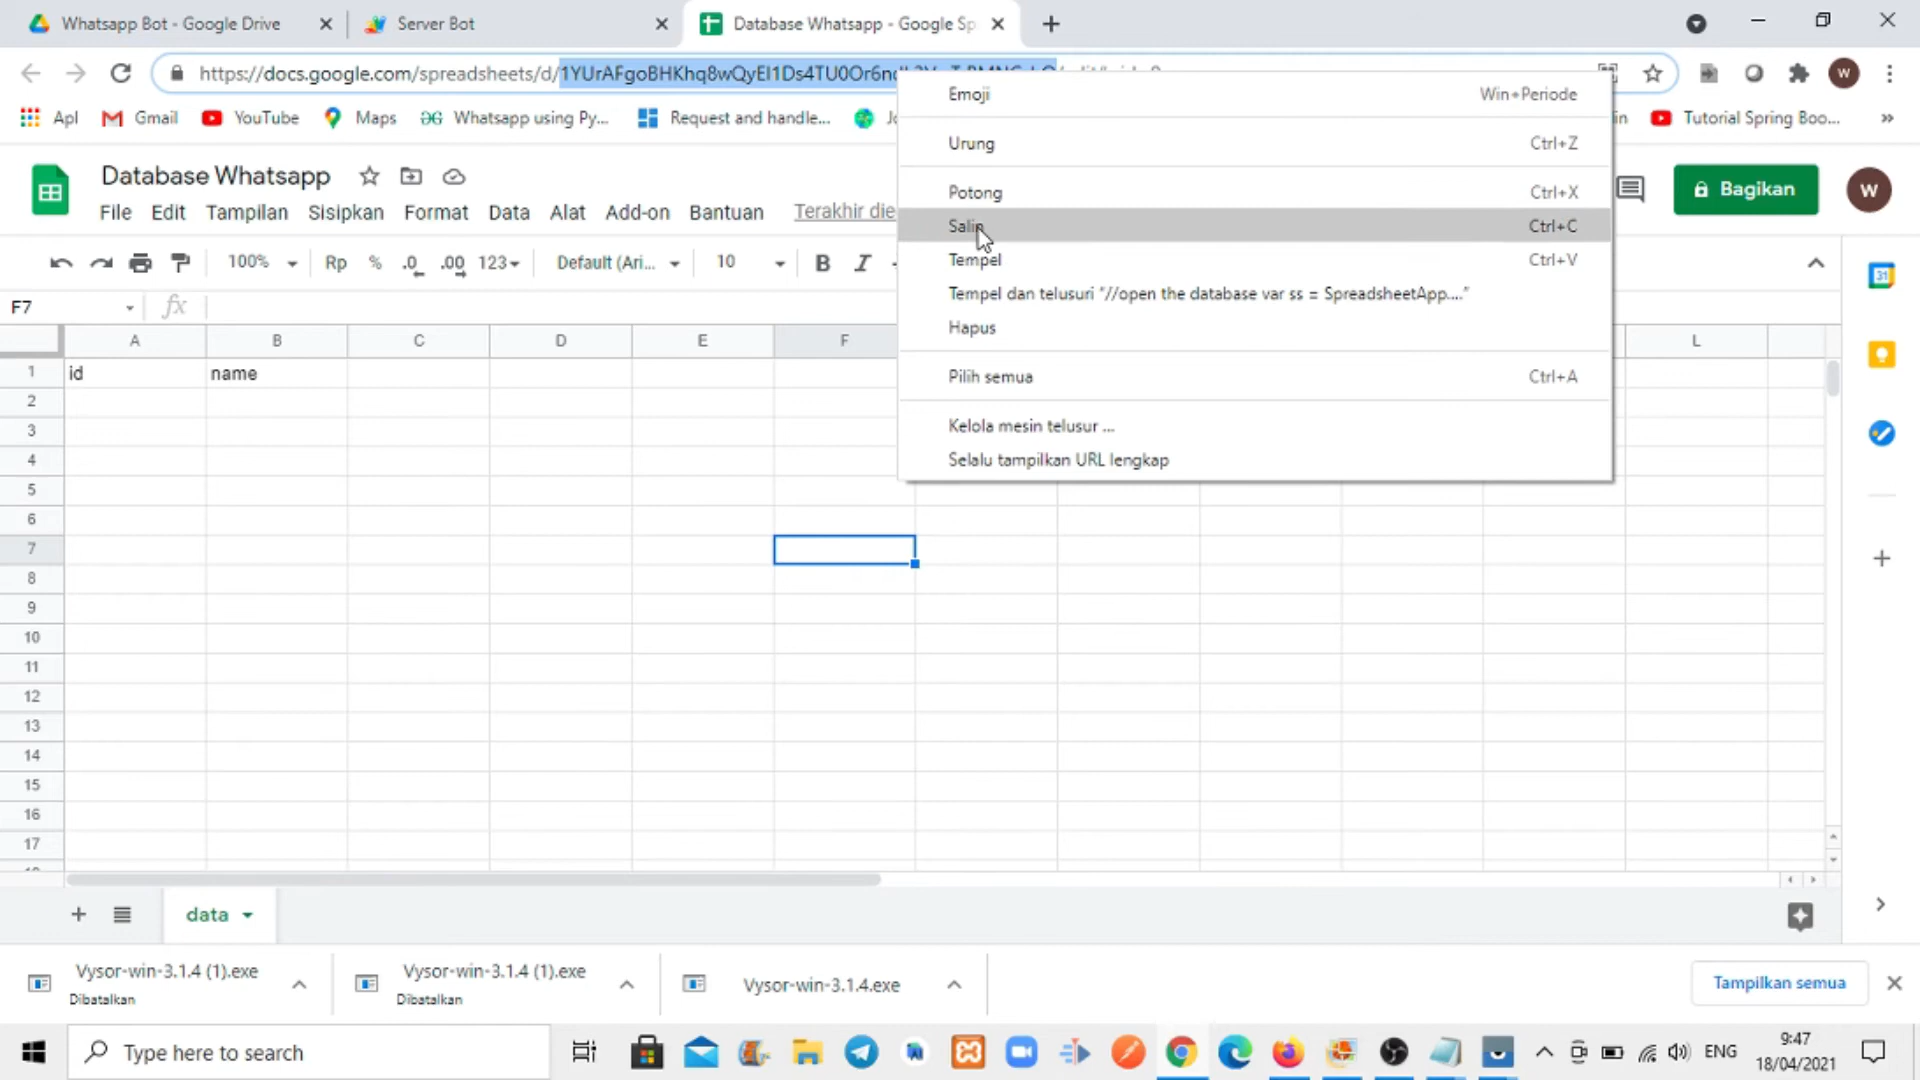 Whatsapp Bot - Google Drive
Server Bot
Database Whatsapp - Google Sp
https://docs.google.com/spreadsheets/d/1YUrAFgoBHKhq8wQyEI1Ds4TU0Or6nd
Apl
Gmail
YouTube
Maps
Whatsapp using Py...
Request and handle...
Tutorial Spring Boo...
»
Emoji Win+Periode
Urung Ctrl+Z
Potong Ctrl+X
Salin Ctrl+C
Tempel Ctrl+V
Tempel dan telusuri "//open the database var ss = SpreadsheetApp...."
Hapus
Pilih semua Ctrl+A
Kelola mesin telusur ...
Selalu tampilkan URL lengkap
Database Whatsapp
File Edit Tampilan Sisipkan Format Data Alat Add-on Bantuan Terakhir die
Bagikan
W
100% Rp % .0 .00 123 Default (Ari... 10 B I
F7 fx
A B C D E F L
1 id name
2
3
4
5
6
7
8
9
10
11
12
13
14
15
16
17
+ data
Vysor-win-3.1.4 (1).exe
Dibatalkan
Vysor-win-3.1.4 (1).exe
Dibatalkan
Vysor-win-3.1.4.exe
Tampilkan semua
Type here to search
ENG
9:47
18/04/2021